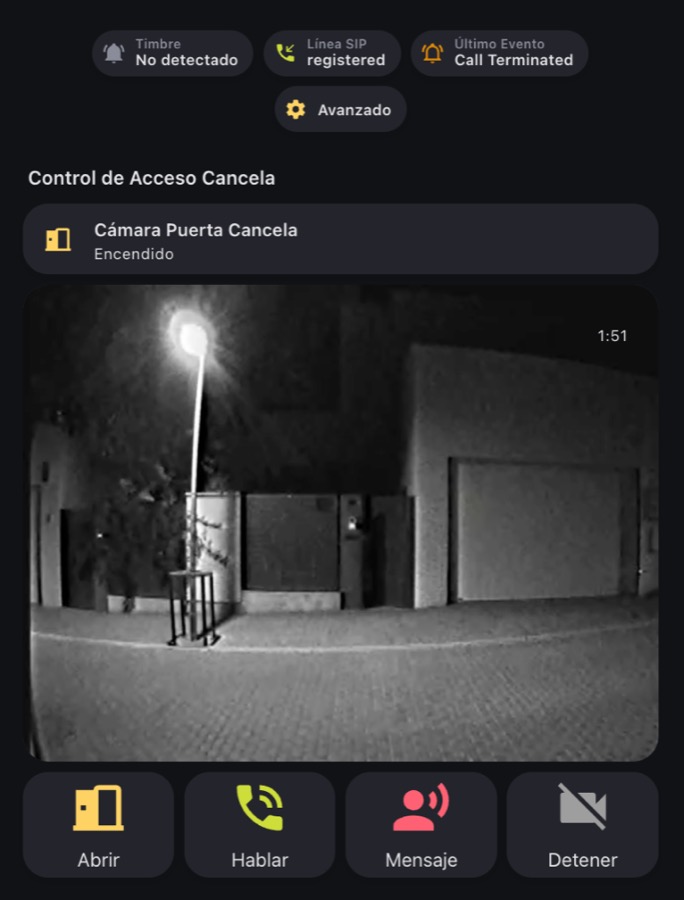 Timbre
No detectado
Línea SIP
registered
Último Evento
Call Terminated
Avanzado
Control de Acceso Cancela
Cámara Puerta Cancela
Encendido
1:51
Abrir
Hablar
Mensaje
Detener